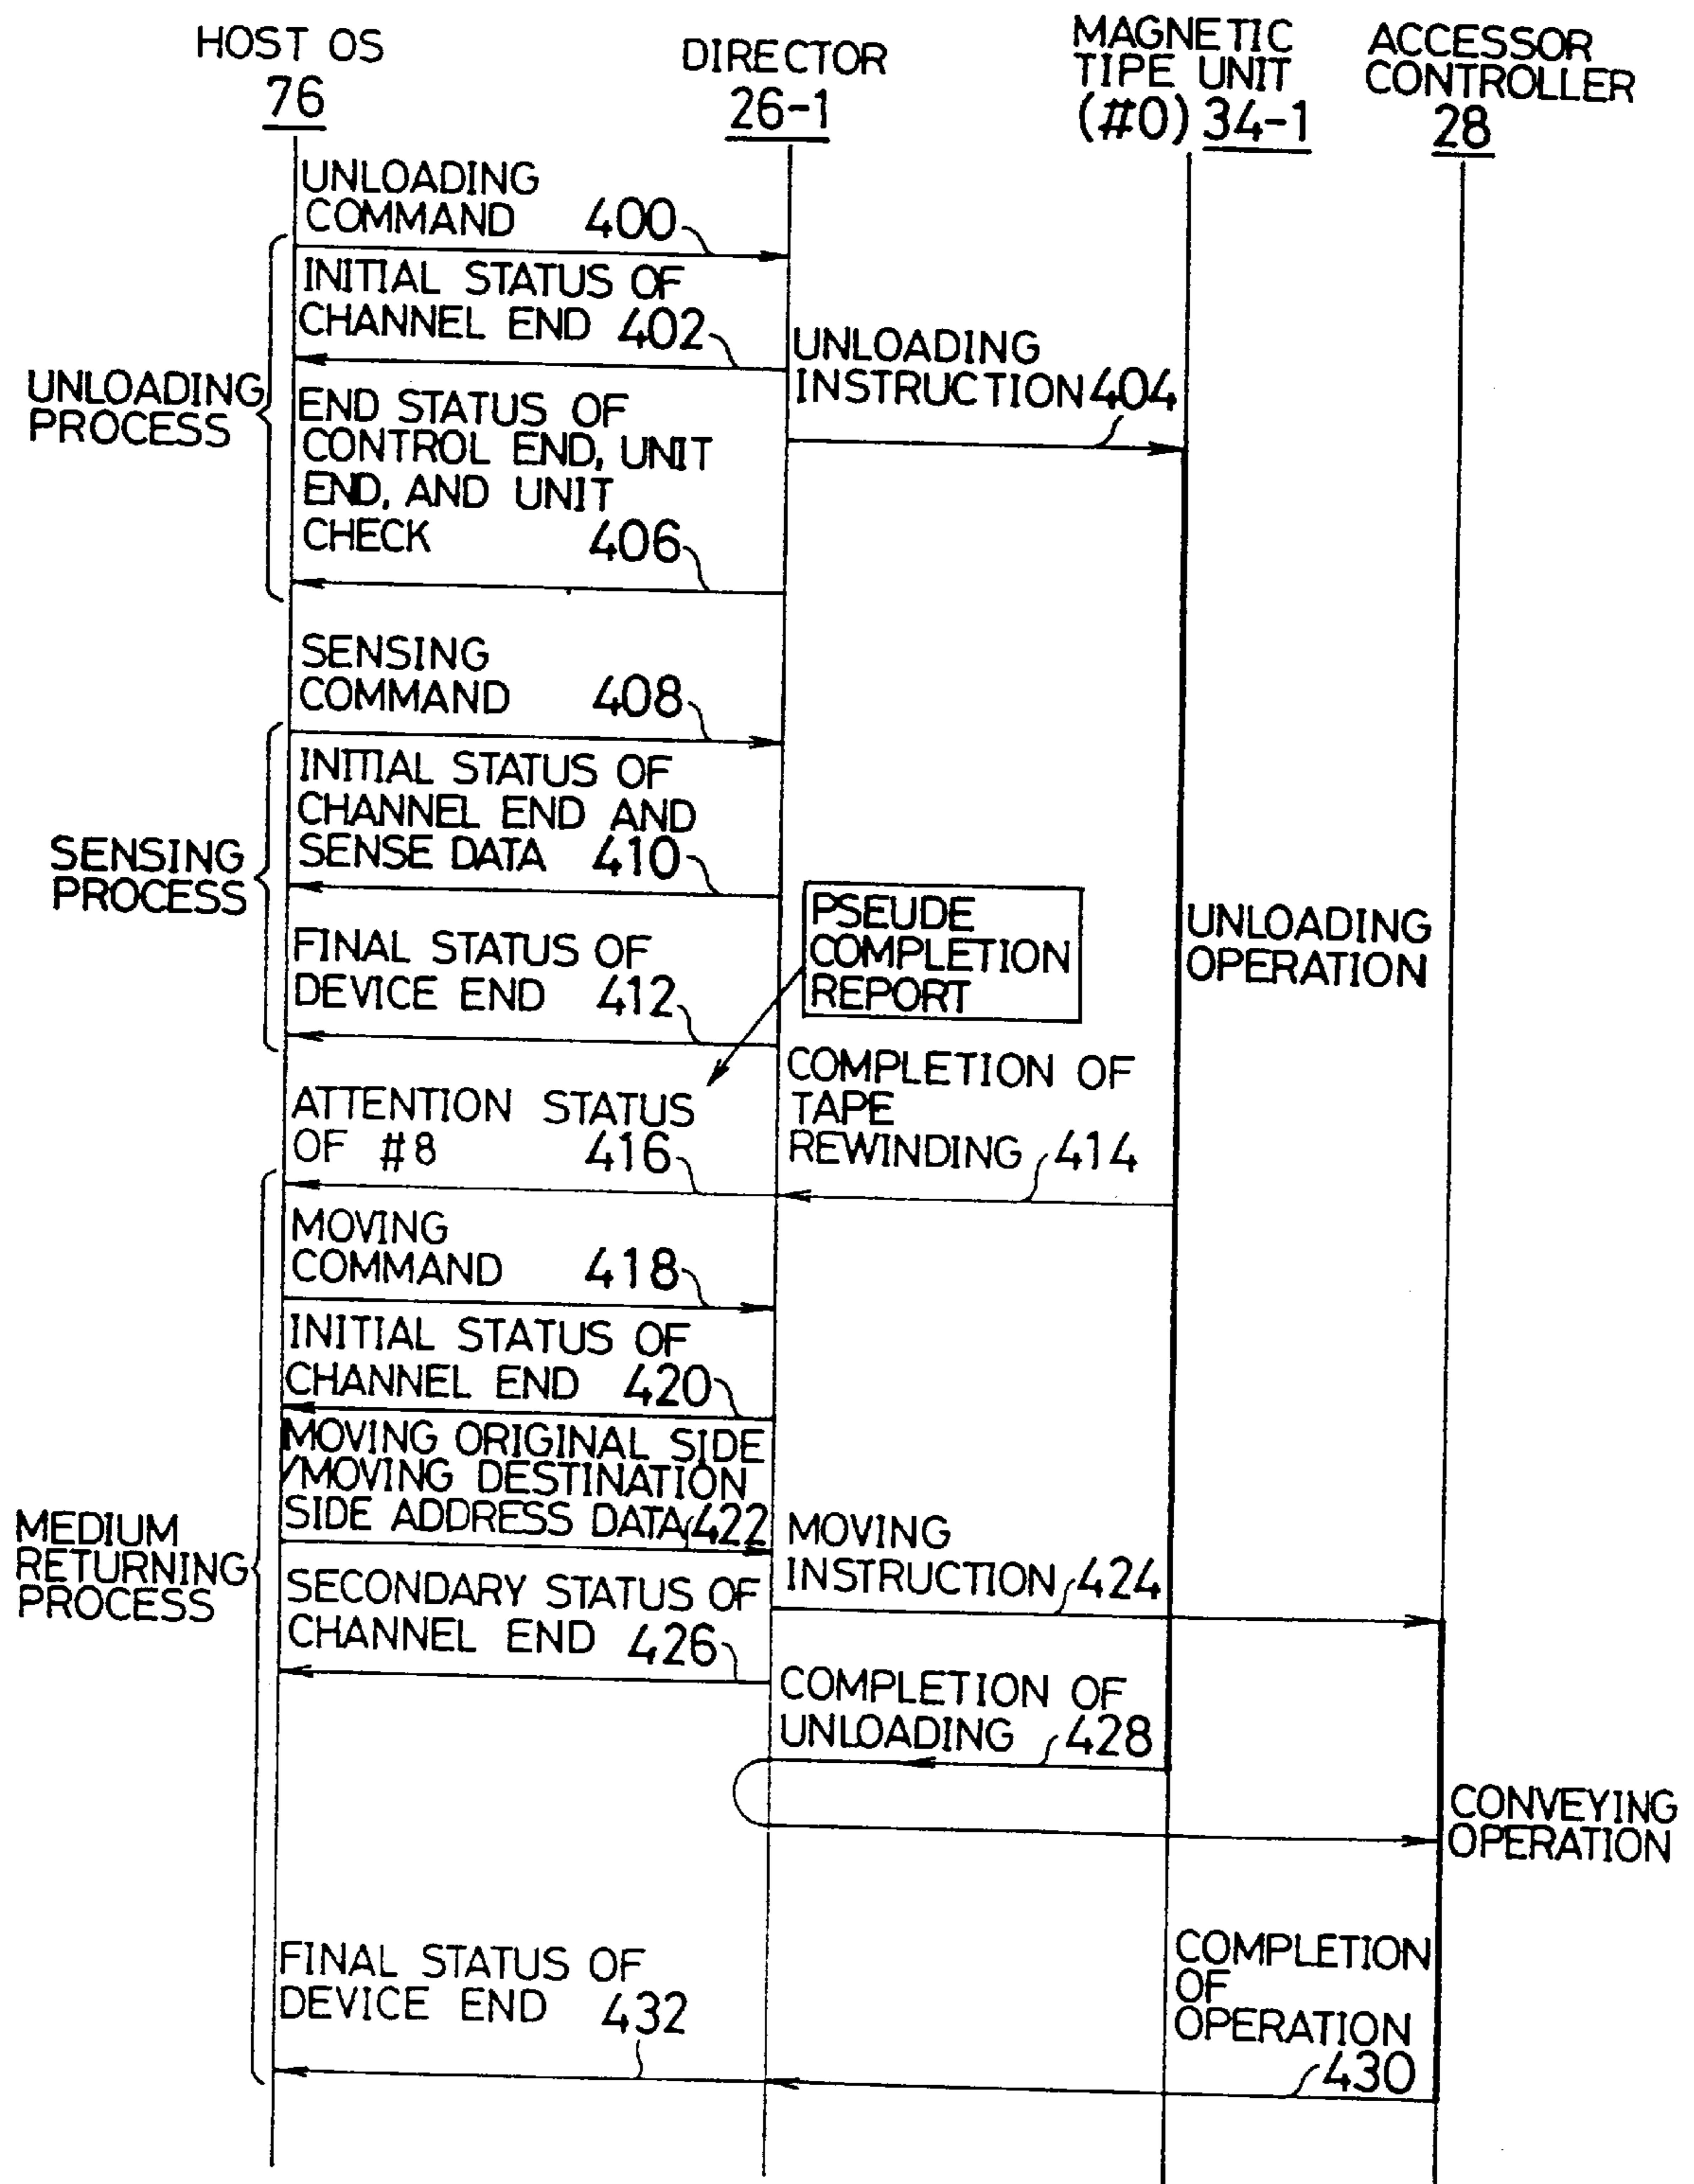 HOST OS
76
DIRECTOR
26-1
MAGNETIC
TIPE UNIT
(#0) 34-1
ACCESSOR
CONTROLLER
28
UNLOADING
COMMAND 400
INITIAL STATUS OF
CHANNEL END 402
UNLOADING
INSTRUCTION 404
UNLOADING
PROCESS
END STATUS OF
CONTROL END, UNIT
END, AND UNIT
CHECK 406
SENSING
COMMAND 408
INITIAL STATUS OF
CHANNEL END AND
SENSE DATA 410
SENSING
PROCESS
PSEUDE
COMPLETION
REPORT
UNLOADING
OPERATION
FINAL STATUS OF
DEVICE END 412
COMPLETION OF
TAPE
REWINDING 414
ATTENTION STATUS
OF #8 416
MOVING
COMMAND 418
INITIAL STATUS OF
CHANNEL END 420
MOVING ORIGINAL SIDE
/MOVING DESTINATION
SIDE ADDRESS DATA 422
MOVING
INSTRUCTION 424
MEDIUM
RETURNING
PROCESS
SECONDARY STATUS OF
CHANNEL END 426
COMPLETION OF
UNLOADING 428
CONVEYING
OPERATION
COMPLETION
OF
OPERATION
430
FINAL STATUS OF
DEVICE END 432